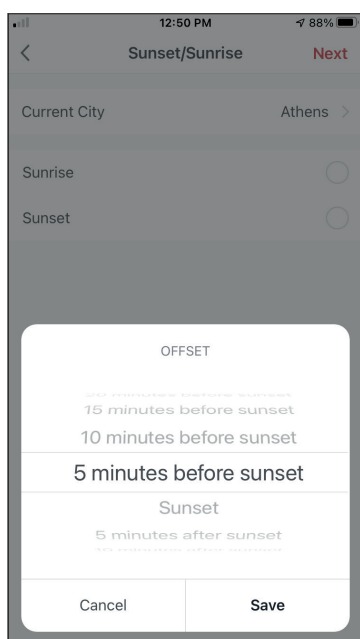 12:50 PM 88%
Sunset/Sunrise Next
Current City Athens
Sunrise
Sunset
OFFSET
15 minutes before sunset
10 minutes before sunset
5 minutes before sunset
Sunset
5 minutes after sunset
Cancel Save